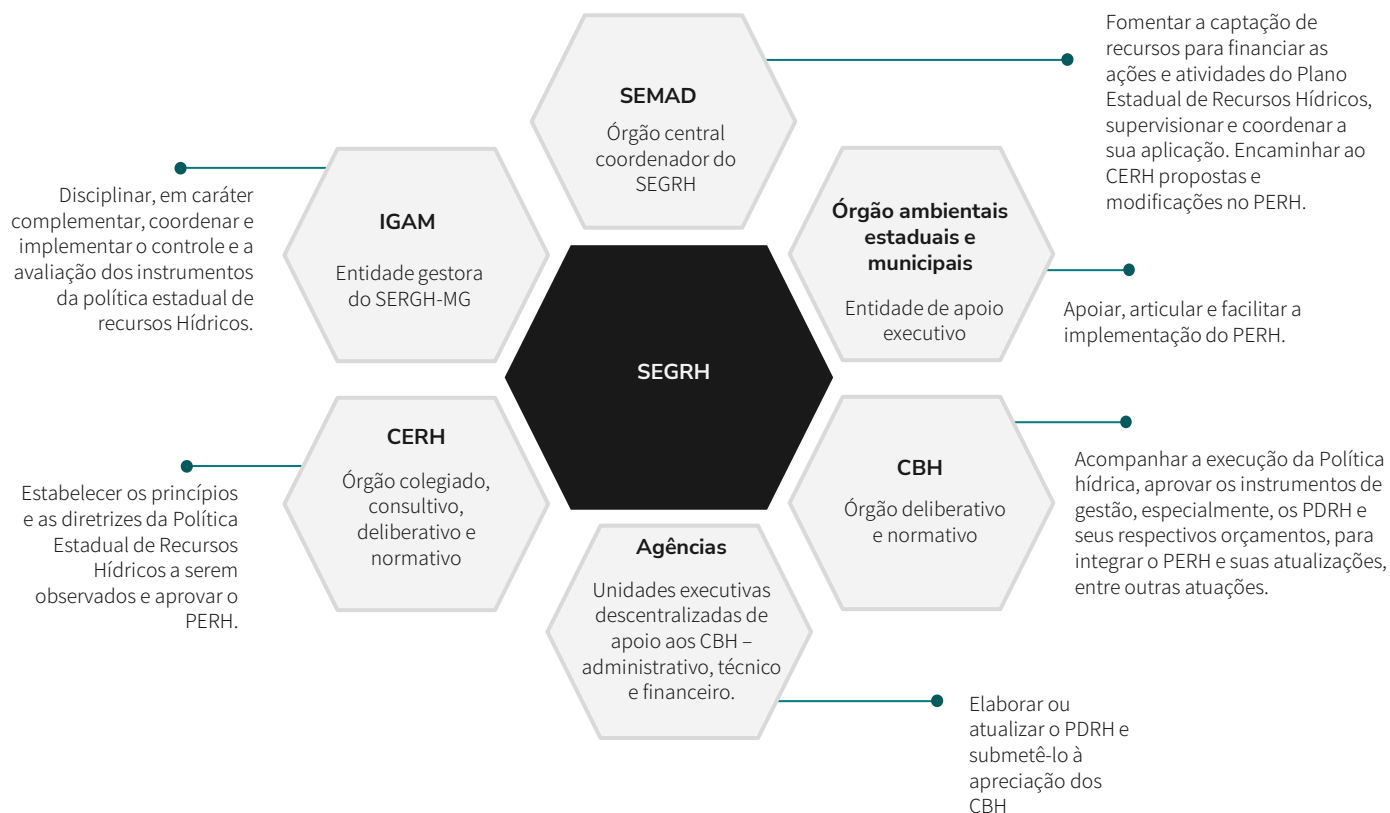 SEMAD
Órgão central
coordenador do
SEGRH
Fomentar a captação de
recursos para financiar as
ações e atividades do Plano
Estadual de Recursos Hídricos,
supervisionar e coordenar a
sua aplicação. Encaminhar ao
CERH propostas e
modificações no PERH.
IGAM
Entidade gestora
do SERGH-MG
Disciplinar, em caráter
complementar, coordenar e
implementar o controle e a
avaliação dos instrumentos
da política estadual de
recursos Hídricos.
Órgão ambientais
estaduais e
municipais
Entidade de apoio
executivo
Apoiar, articular e facilitar a
implementação do PERH.
SEGRH
CERH
Órgão colegiado,
consultivo,
deliberativo e
normativo
Estabelecer os princípios
e as diretrizes da Política
Estadual de Recursos
Hídricos a serem
observados e aprovar o
PERH.
CBH
Órgão deliberativo
e normativo
Acompanhar a execução da Política
hídrica, aprovar os instrumentos de
gestão, especialmente, os PDRH e
seus respectivos orçamentos, para
integrar o PERH e suas atualizações,
entre outras atuações.
Agências
Unidades executivas
descentralizadas de
apoio aos CBH –
administrativo, técnico
e financeiro.
Elaborar ou
atualizar o PDRH e
submetê-lo à
apreciação dos
CBH